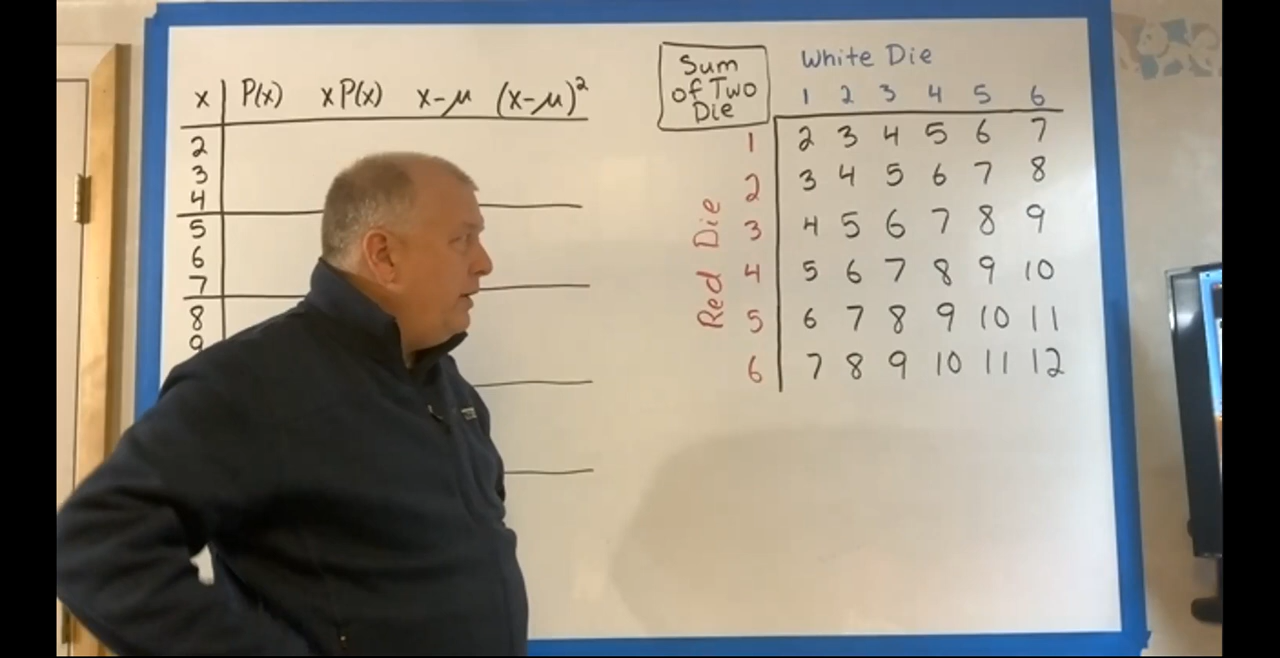 x P(x) xP(x) x-μ (x-μ)²
2
3
4
5
6
7
8
9
Sum
of Two
Die
White Die
1 2 3 4 5 6
Red Die
1 2 3 4 5 6 7
2 3 4 5 6 7 8
3 4 5 6 7 8 9
4 5 6 7 8 9 10
5 6 7 8 9 10 11
6 7 8 9 10 11 12